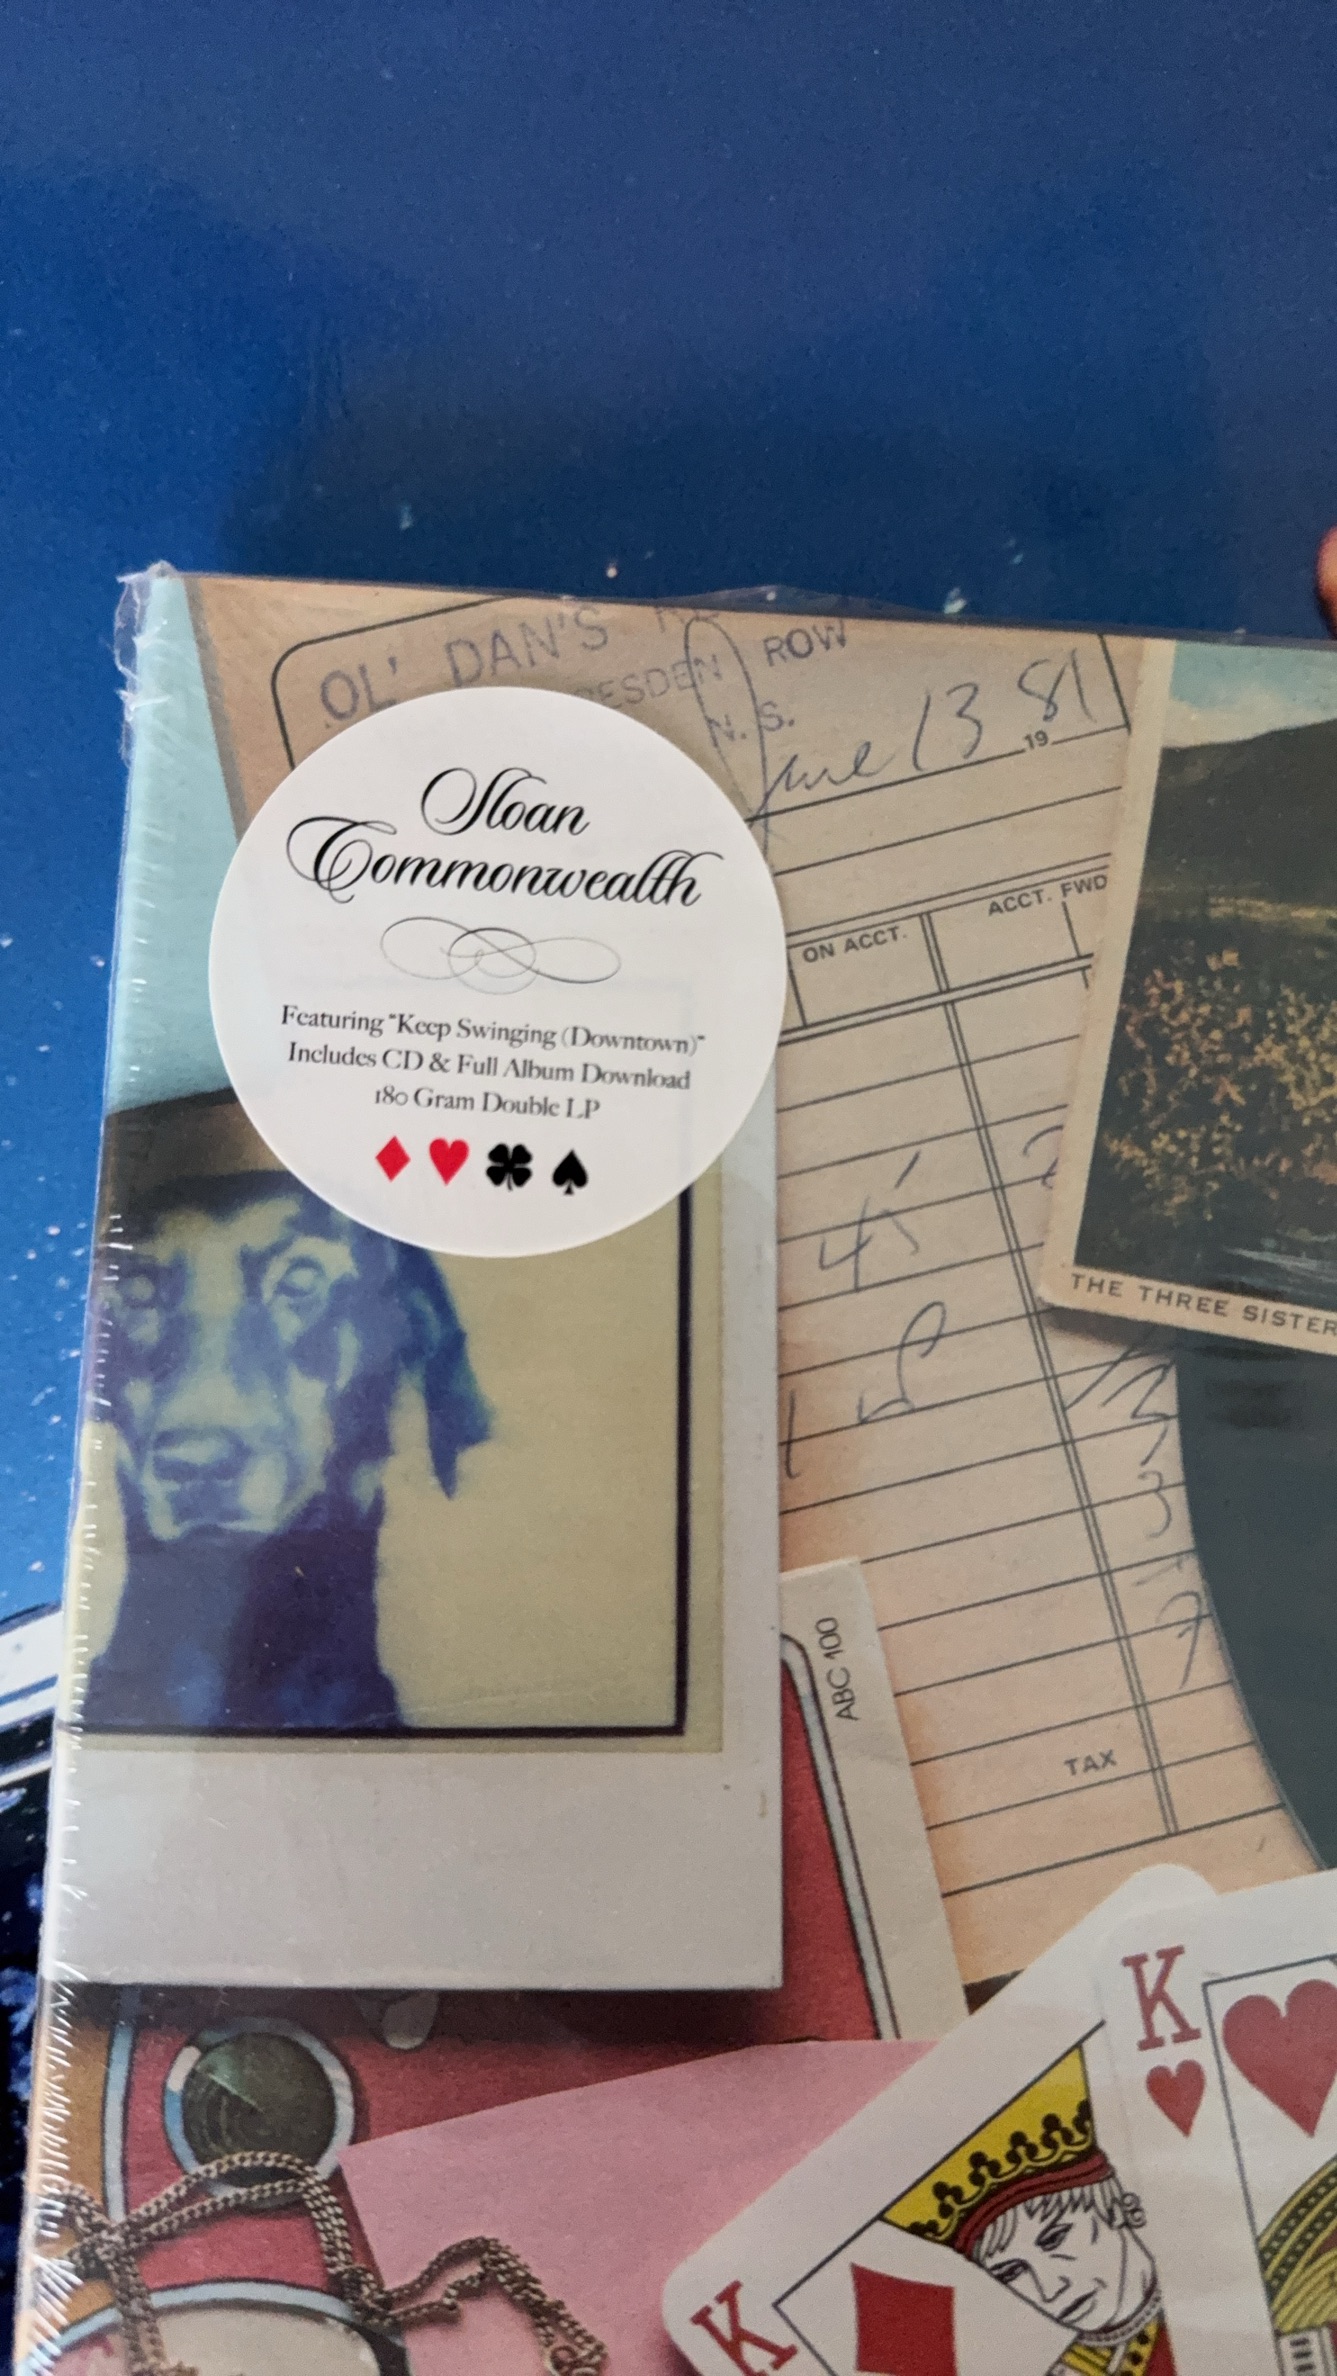 OL' DAN'S
RESDEN ROW
N.S.
June 13 19 81
Sloan
Commonwealth
Featuring "Keep Swinging (Downtown)"
Includes CD & Full Album Download
180 Gram Double LP
ON ACCT.
ACCT. FWD
THE THREE SISTER
ABC 100
TAX
K
K